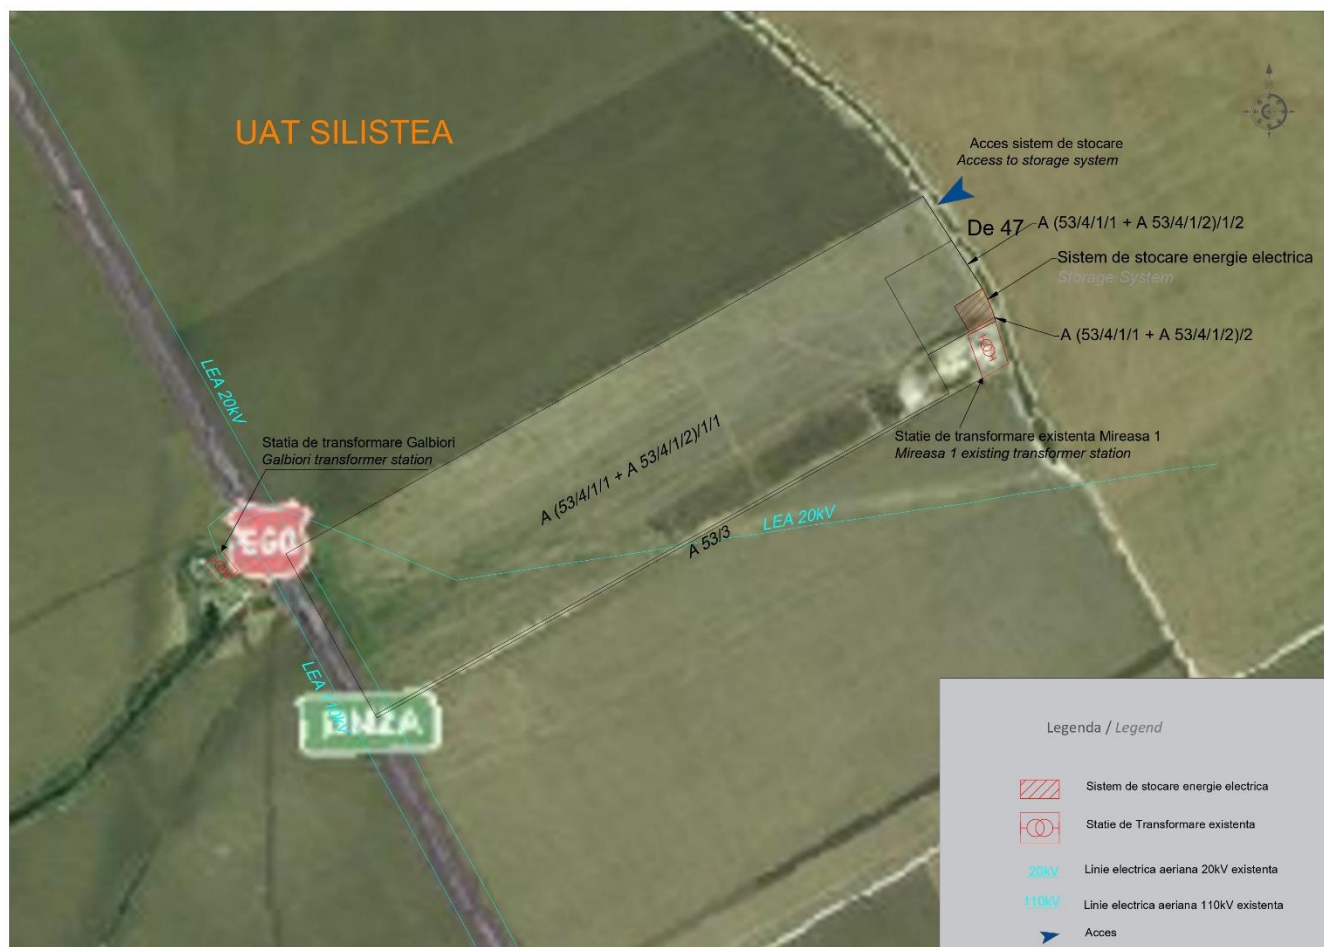 UAT SILISTEA
Acces sistem de stocare
Access to storage system
De 47
A (53/4/1/1 + A 53/4/1/2)/1/2
Sistem de stocare energie electrica
Storage System
A (53/4/1/1 + A 53/4/1/2)/2
LEA 20kV
Statia de transformare Galbiori
Galbiori transformer station
A (53/4/1/1 + A 53/4/1/2)/1/1
Statie de transformare existenta Mireasa 1
Mireasa 1 existing transformer station
LEA 20kV
A 53/3
E60
LEA 110kV
DN2A
Legenda / Legend
Sistem de stocare energie electrica
Statie de Transformare existenta
20kV Linie electrica aeriana 20kV existenta
110kV Linie electrica aeriana 110kV existenta
Acces